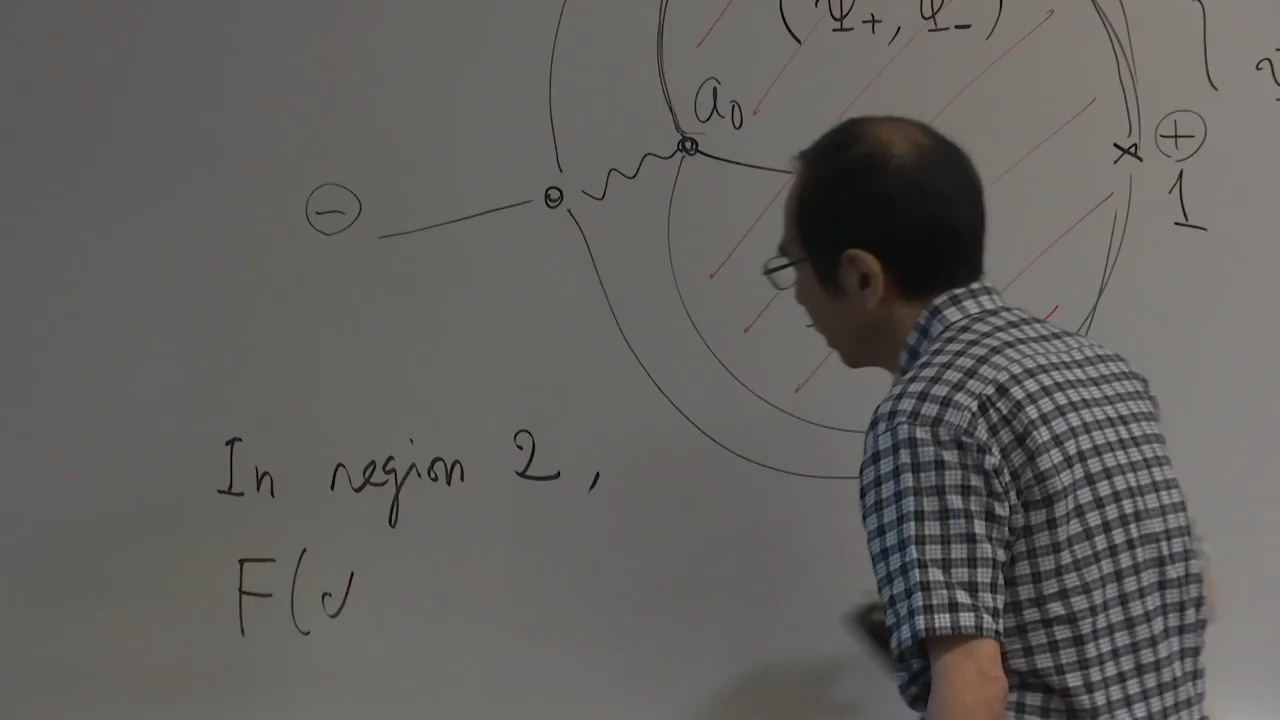 (Ψ₊, Ψ₋)
a₀
⊕
1
⊖
In region 2,
F(